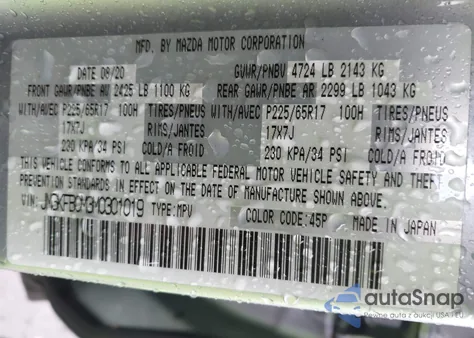 MFD. BY MAZDA MOTOR CORPORATION
DATE 08/20 GVWR/PNBV 4724 LB 2143 KG
FRONT GAWR/PNBE AV 2425 LB 1100 KG REAR GAWR/PNBE AR 2299 LB 1043 KG
WITH/AVEC P225/65R17 100H TIRES/PNEUS WITH/AVEC P225/65R17 100H TIRES/PNEUS
17X7J RIMS/JANTES 17X7J RIMS/JANTES
230 KPA/34 PSI COLD/A FROID 230 KPA/34 PSI COLD/A FROID
THIS VEHICLE CONFORMS TO ALL APPLICABLE FEDERAL MOTOR VEHICLE SAFETY AND THEFT
PREVENTION STANDARDS IN EFFECT ON THE DATE OF MANUFACTURE SHOWN ABOVE.
VIN: TYPE:MPV COLOR CODE:45P MADE IN JAPAN
autoSnap
Pewne auta z USA i EU